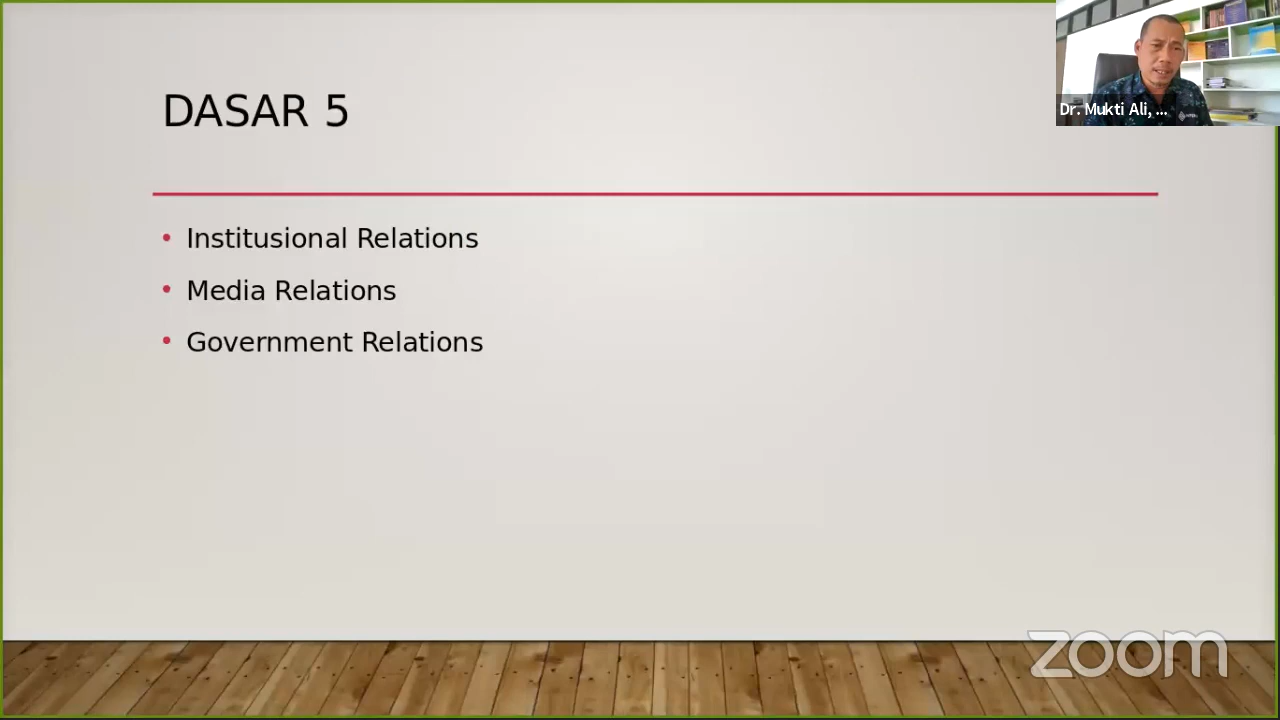 DASAR 5
Dr. Mukti Ali, ...
Institusional Relations
Media Relations
Government Relations
zoom